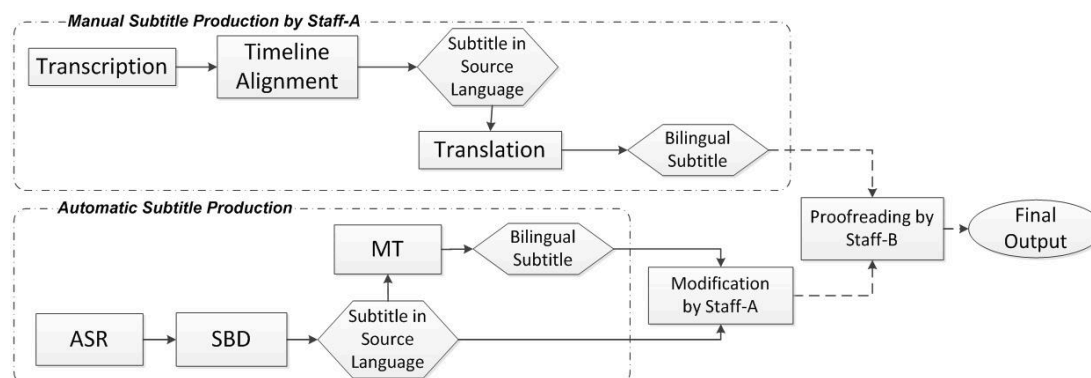 Manual Subtitle Production by Staff-A
Transcription
Timeline
Alignment
Subtitle in
Source
Language
Translation
Bilingual
Subtitle
Automatic Subtitle Production
MT
Bilingual
Subtitle
ASR
SBD
Subtitle in
Source
Language
Modification
by Staff-A
Proofreading by
Staff-B
Final
Output